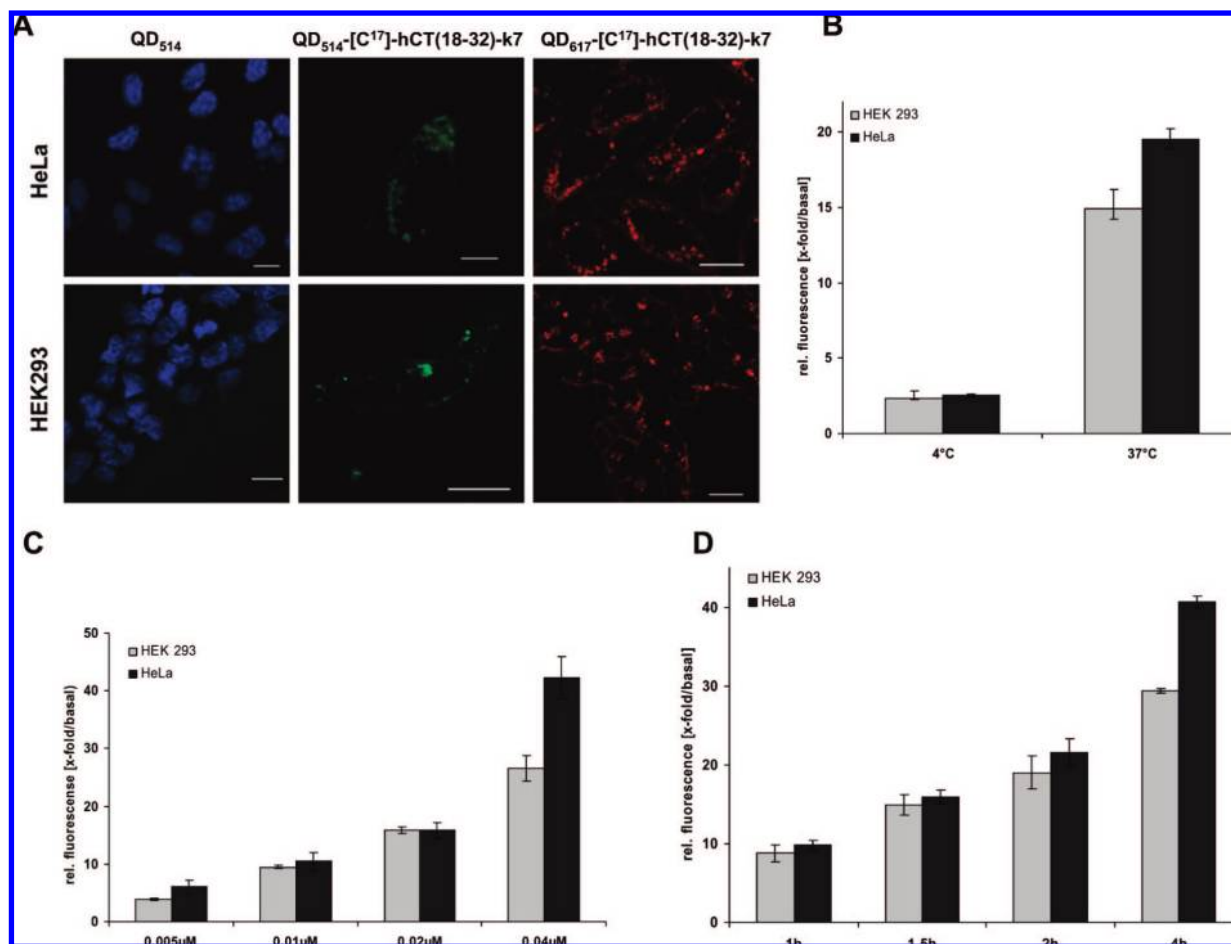 A
QD514
QD514-[C17]-hCT(18-32)-k7
QD617-[C17]-hCT(18-32)-k7
HeLa
HEK293
B
HEK 293
HeLa
rel. fluorescence [x-fold/basal]
20
15
10
5
0
4°C
37°C
C
HEK 293
HeLa
rel. fluorescense [x-fold/basal)
50
40
30
20
10
0
0.005uM
0.01uM
0.02uM
0.04uM
D
HEK 293
HeLa
rel. fluorescence [x-fold/basal]
40
30
20
10
0
1h
1.5h
2h
4h